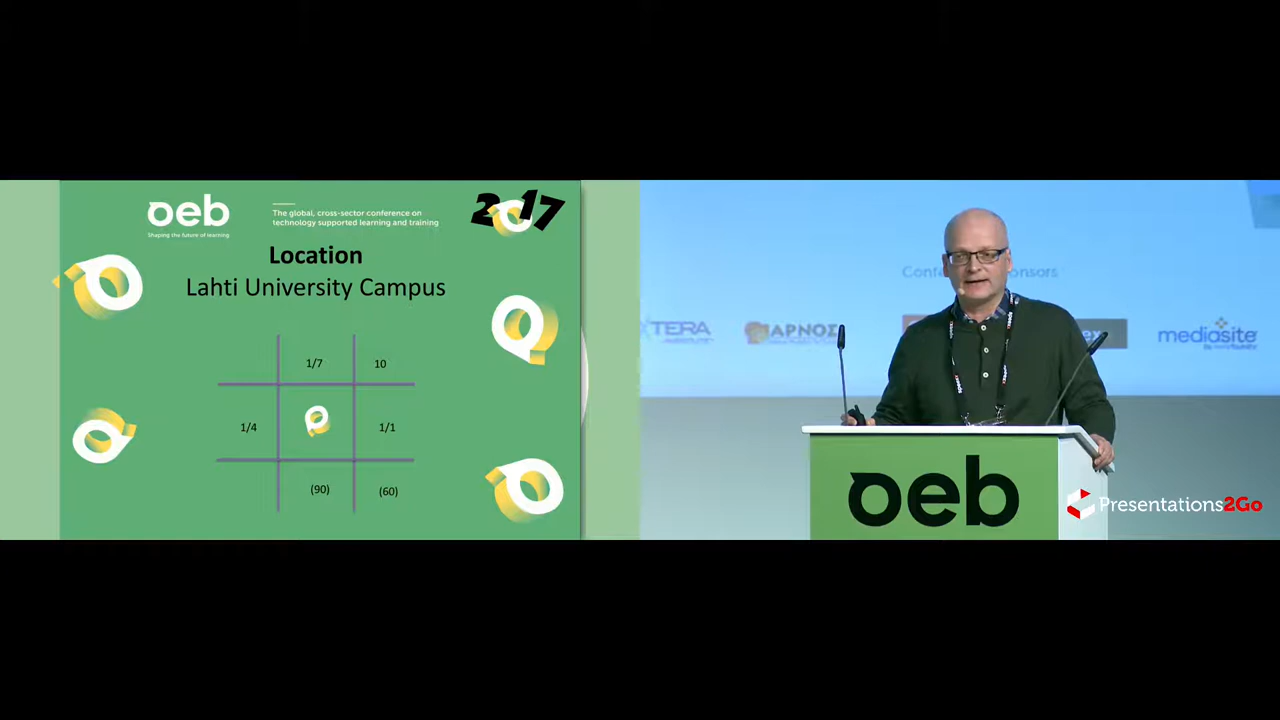 oeb
Shaping the future of learning
The global, cross-sector conference on
technology supported learning and training
2017
Location
Lahti University Campus
1/7 10
1/4 1/1
(90) (60)
XTERA
ΑΡΝΟΣ
mediasite
oeb
Presentations2Go